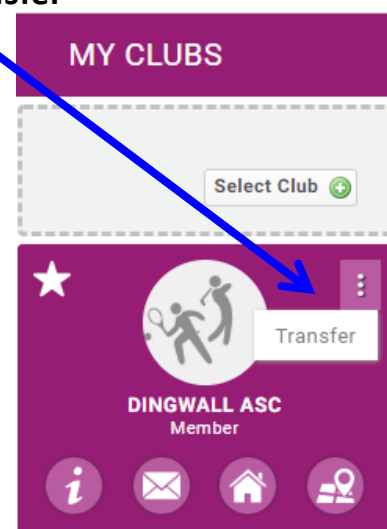 MY CLUBS
Select Club
Transfer
DINGWALL ASC
Member